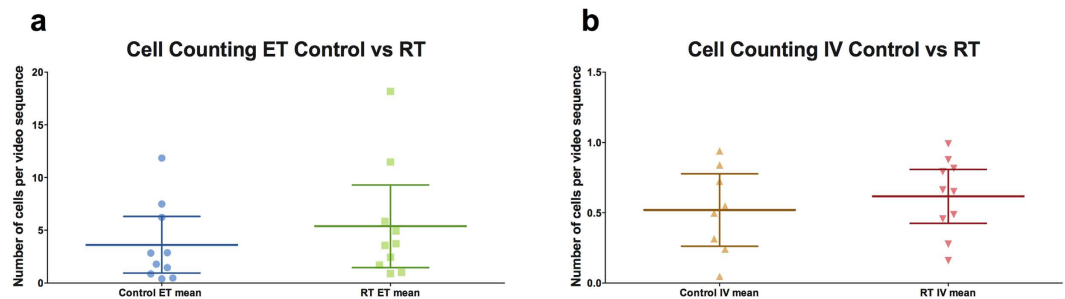 a
Cell Counting ET Control vs RT
Number of cells per video sequence
20
15
10
5
0
Control ET mean
RT ET mean
b
Cell Counting IV Control vs RT
Number of cells per video sequence
1.5
1.0
0.5
0.0
Control IV mean
RT IV mean